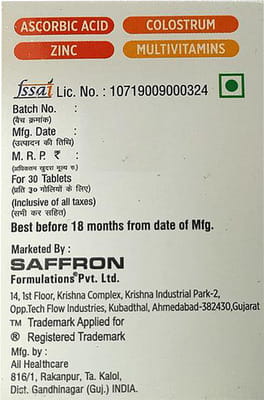 ASCORBIC ACID COLOSTRUM
ZINC MULTIVITAMINS
fssai Lic. No. : 10719009000324
Batch No. :
(बैच क्रमांक)
Mfg. Date :
(उत्पादन की तिथि)
M. R. P. ₹ :
(अधिकतम खुदरा मूल्य रु.)
For 30 Tablets
(प्रति 30 गोलियों के लिए)
(Inclusive of all taxes)
(सभी कर सहित)
Best before 18 months from date of Mfg.
Marketed By :
SAFFRON
Formulations® Pvt. Ltd.
14, 1st Floor, Krishna Complex, Krishna Industrial Park-2,
Opp.Tech Flow Industries, Kubadthal, Ahmedabad-382430,Gujarat
TM Trademark Applied for
® Registered Trademark
Mfg. by :
Ail Healthcare
816/1, Rakanpur, Ta. Kalol,
Dist. Gandhinagar (Guj.) INDIA.